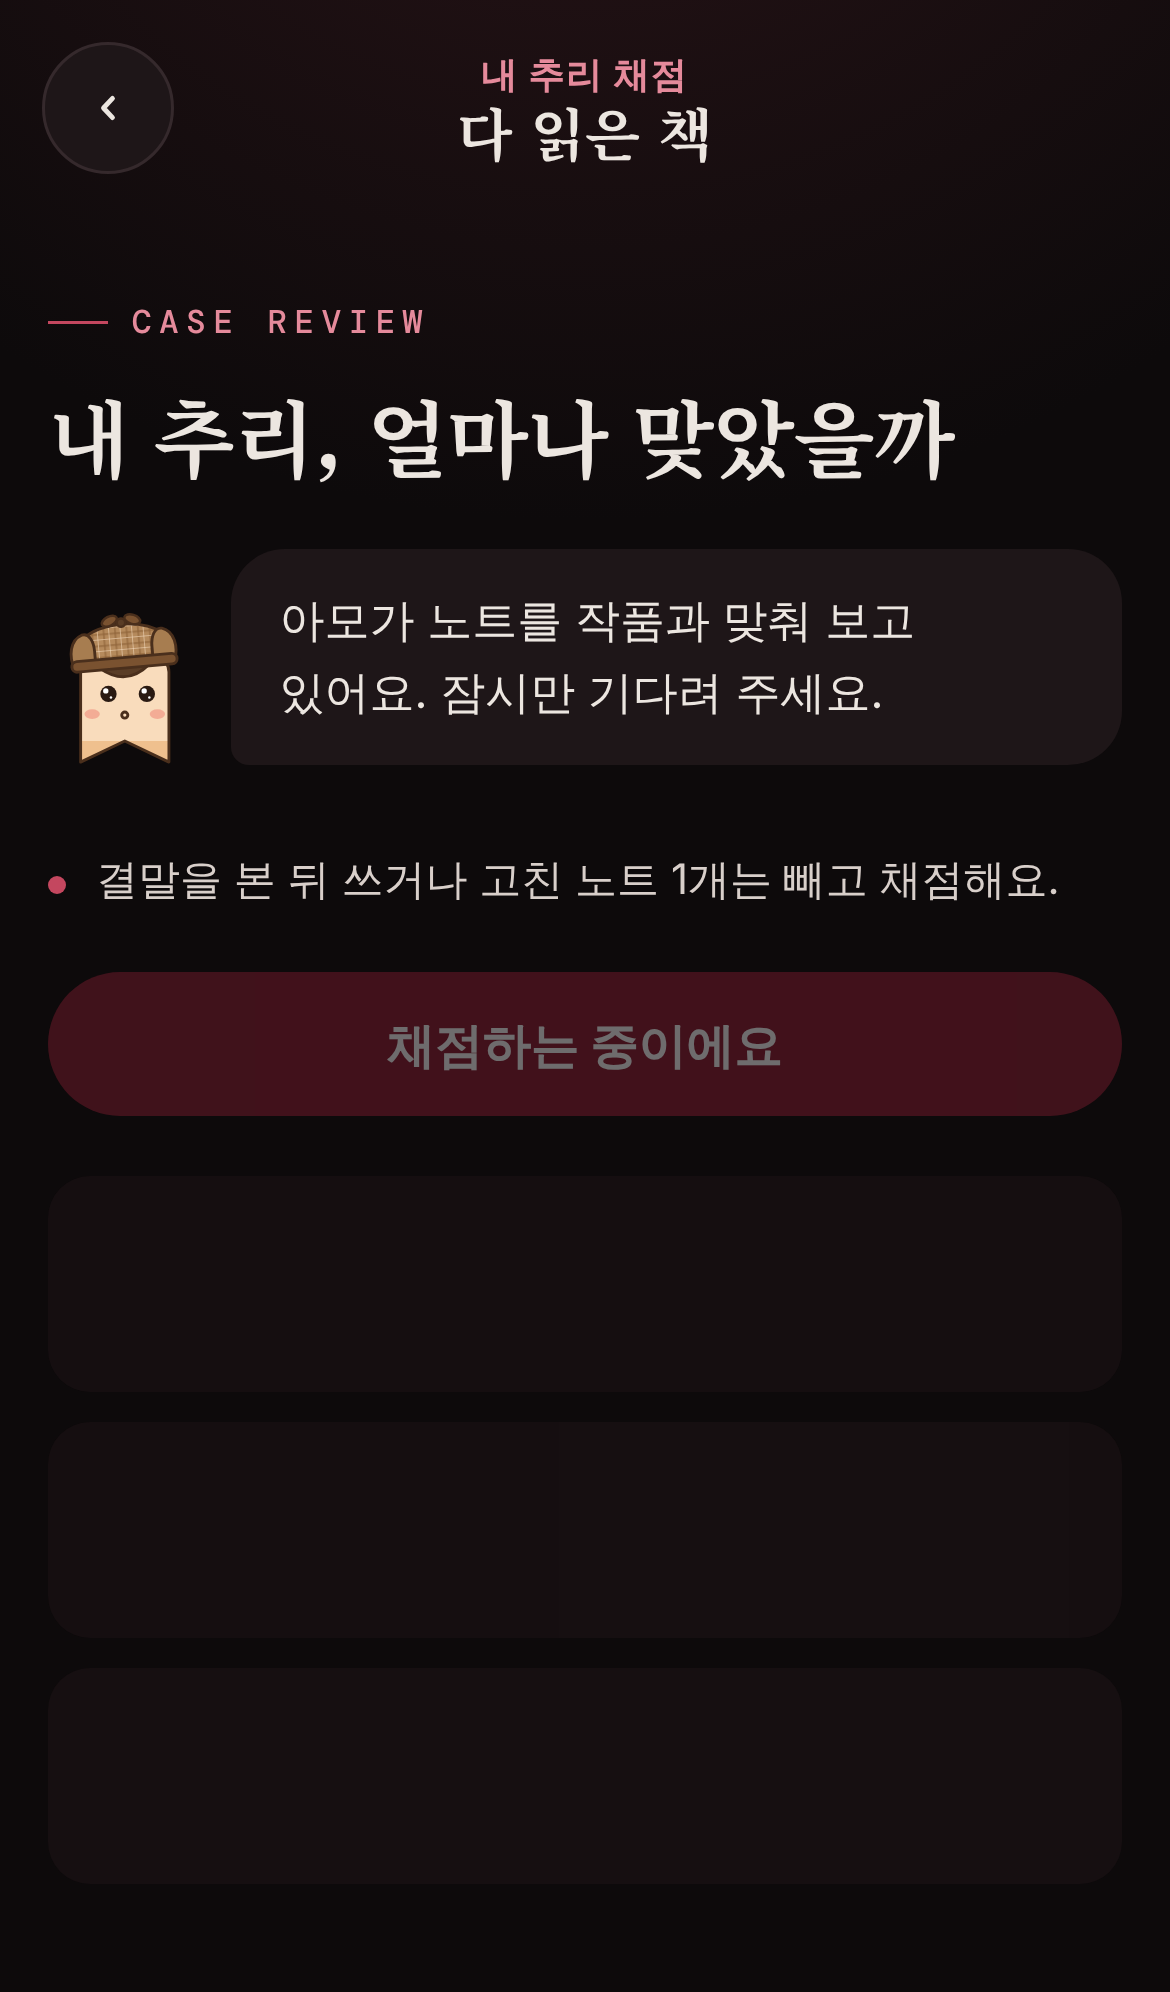 내 추리 채점
다 읽은 책
CASE REVIEW
내 추리, 얼마나 맞았을까
아모가 노트를 작품과 맞춰 보고
있어요. 잠시만 기다려 주세요.
결말을 본 뒤 쓰거나 고친 노트 1개는 빼고 채점해요.
채점하는 중이에요